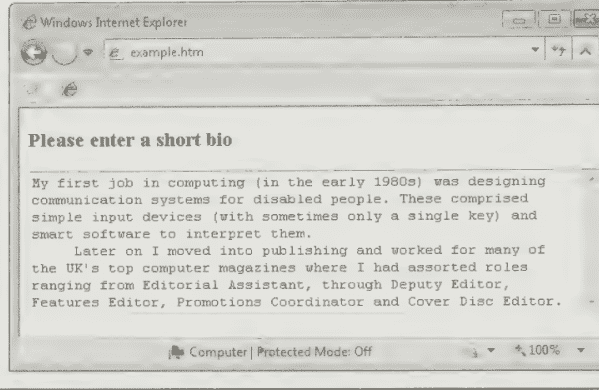 Windows Internet Explorer
example.htm
Please enter a short bio
My first job in computing (in the early 1980s) was designing
communication systems for disabled people. These comprised
simple input devices (with sometimes only a single key) and
smart software to interpret them.
Later on I moved into publishing and worked for many of
the UK's top computer magazines where I had assorted roles
ranging from Editorial Assistant, through Deputy Editor,
Features Editor, Promotions Coordinator and Cover Disc Editor.
Computer | Protected Mode: Off
100%